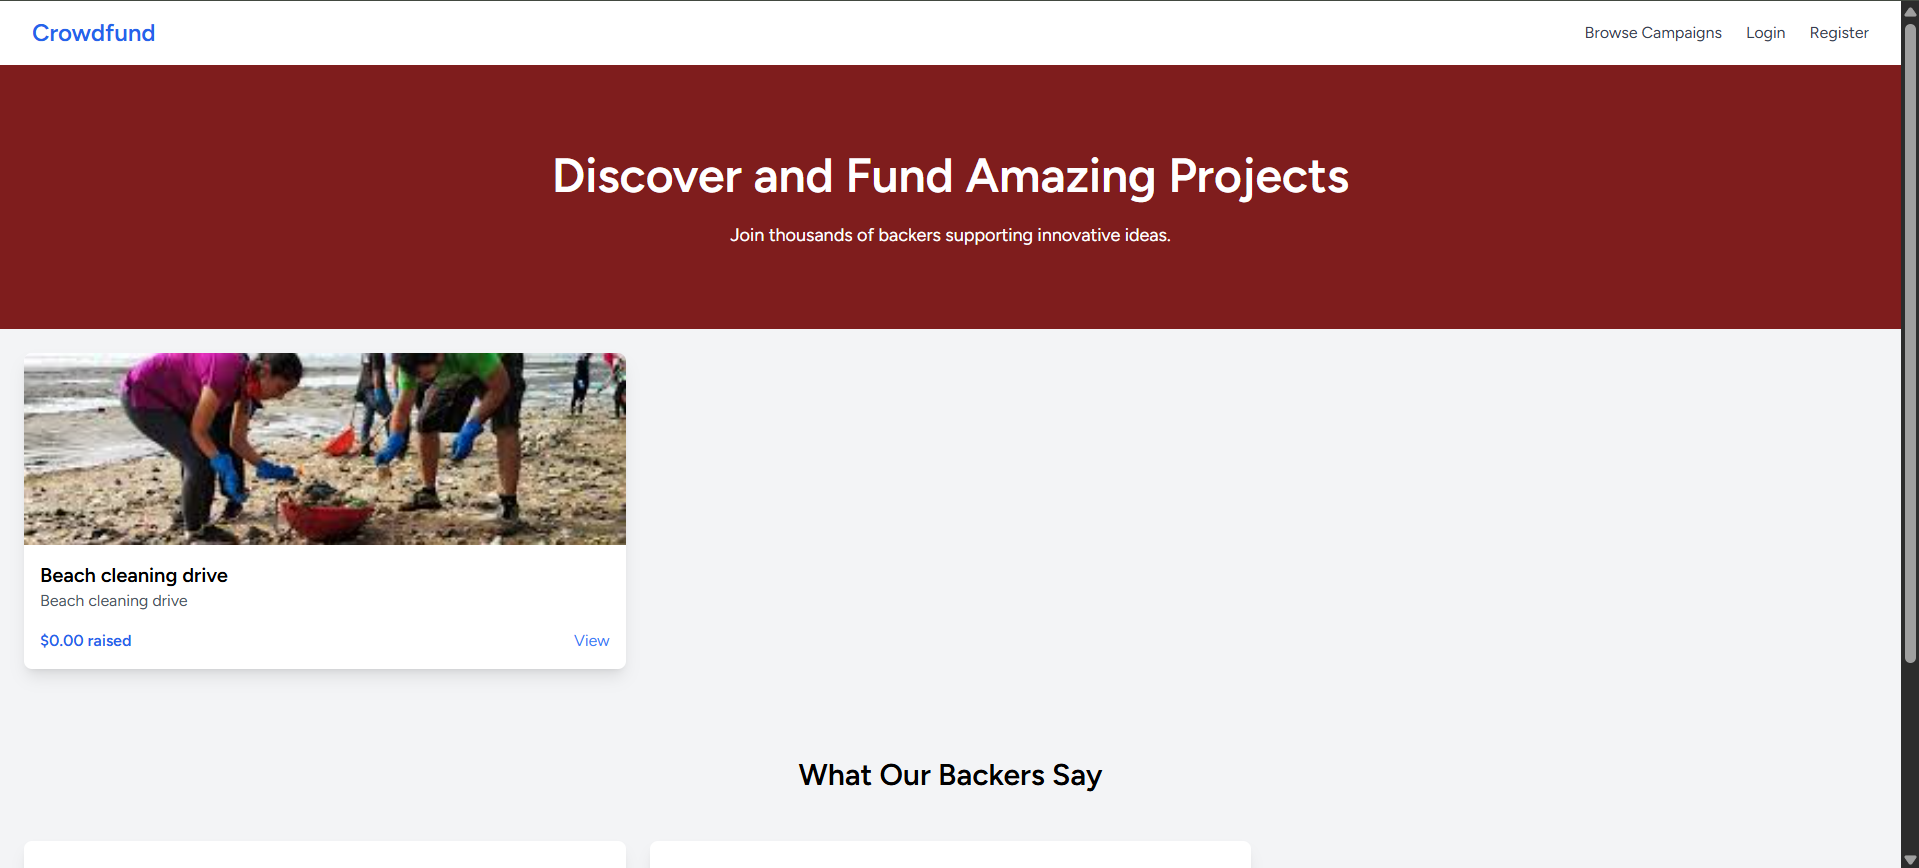 Crowdfund
Browse Campaigns
Login
Register
Discover and Fund Amazing Projects
Join thousands of backers supporting innovative ideas.
Beach cleaning drive
Beach cleaning drive
$0.00 raised
View
What Our Backers Say